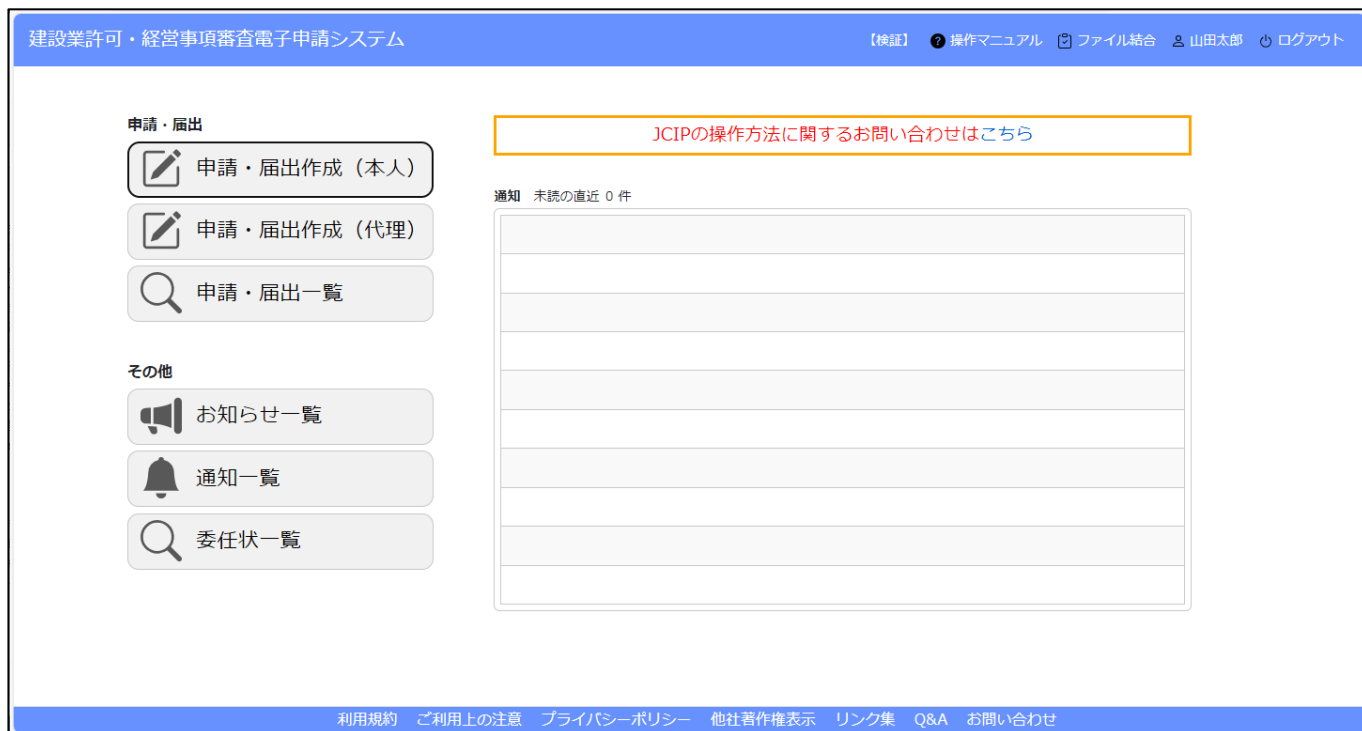 建設業許可・経営事項審査電子申請システム
【検証】 操作マニュアル ファイル結合 山田太郎 ログアウト
申請・届出
申請・届出作成（本人）
申請・届出作成（代理）
申請・届出一覧
その他
お知らせ一覧
通知一覧
委任状一覧
JCIPの操作方法に関するお問い合わせはこちら
通知 未読の直近 0 件
利用規約 ご利用上の注意 プライバシーポリシー 他社著作権表示 リンク集 Q&A お問い合わせ